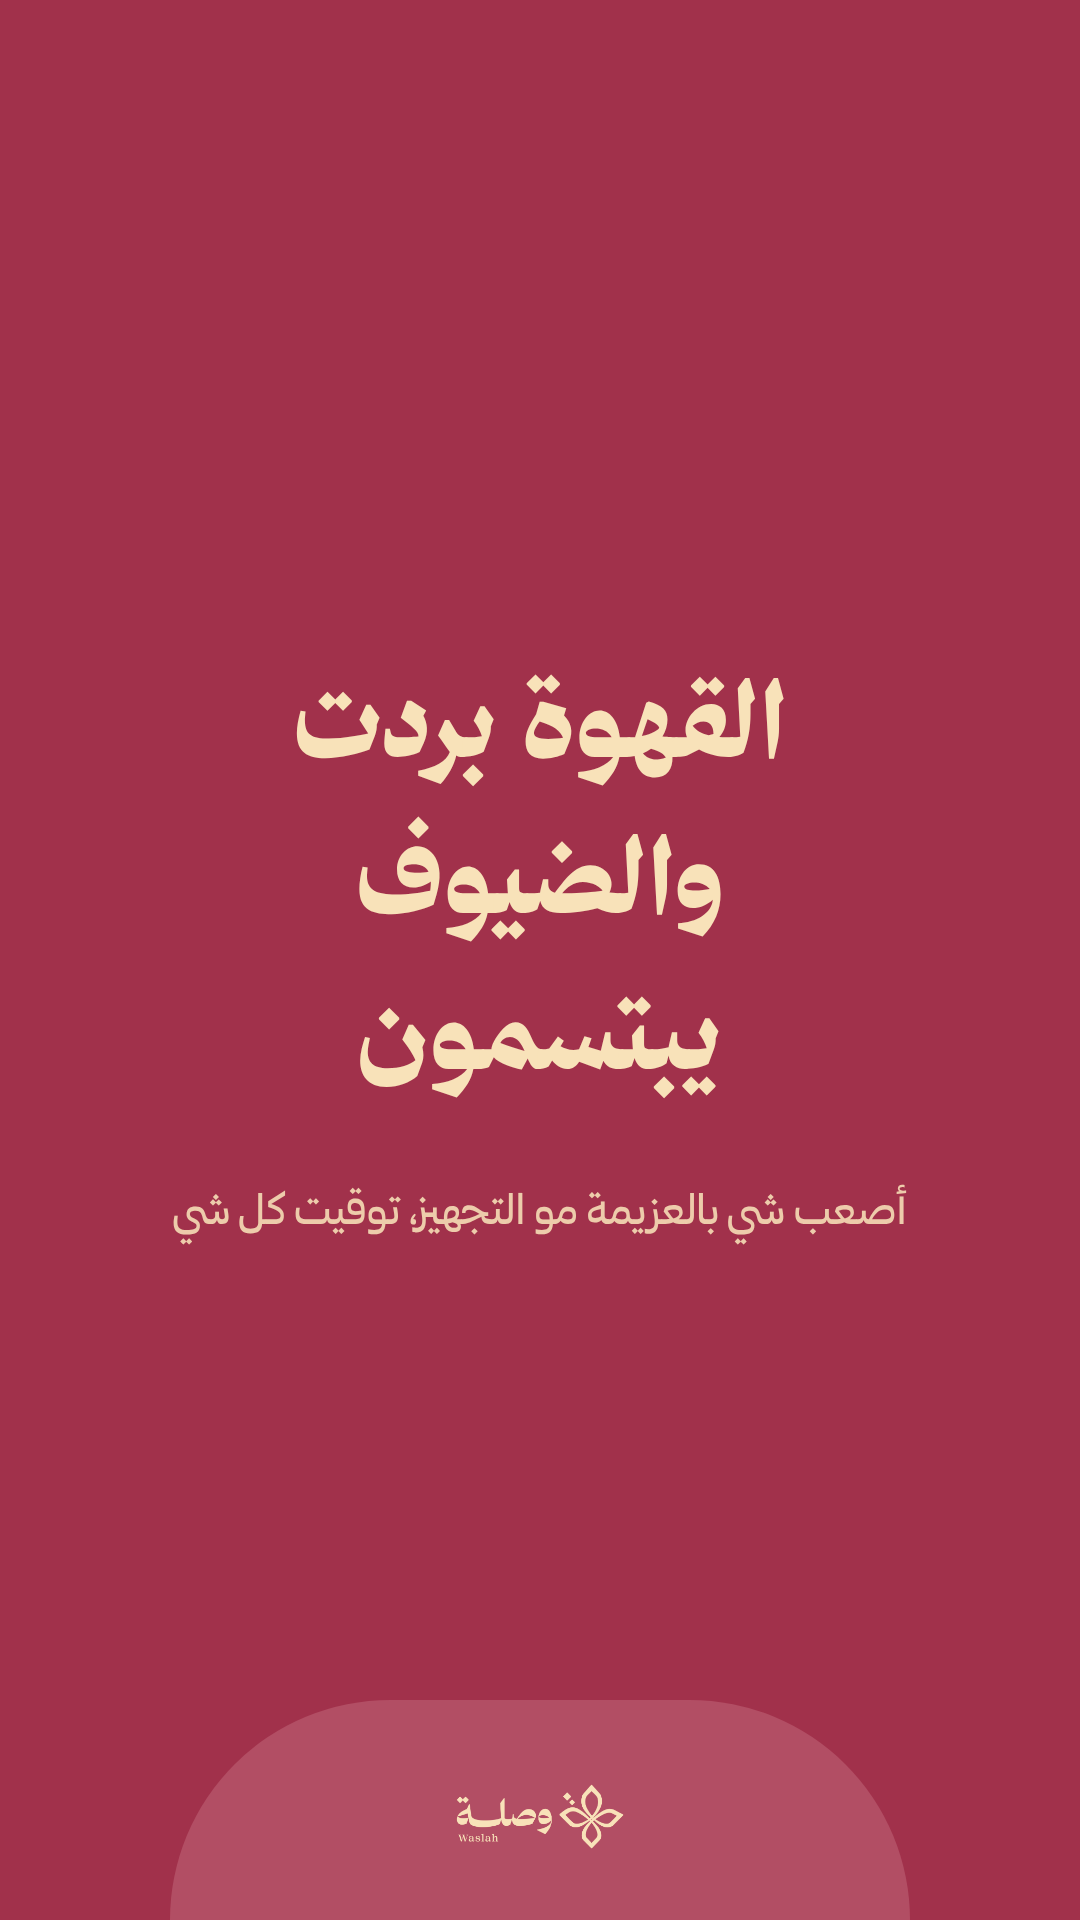 القهوة بردت
والضيوف
يبتسمون
أصعب شي بالعزيمة مو التجهيز، توقيت كل شي
وصلة
Waslah